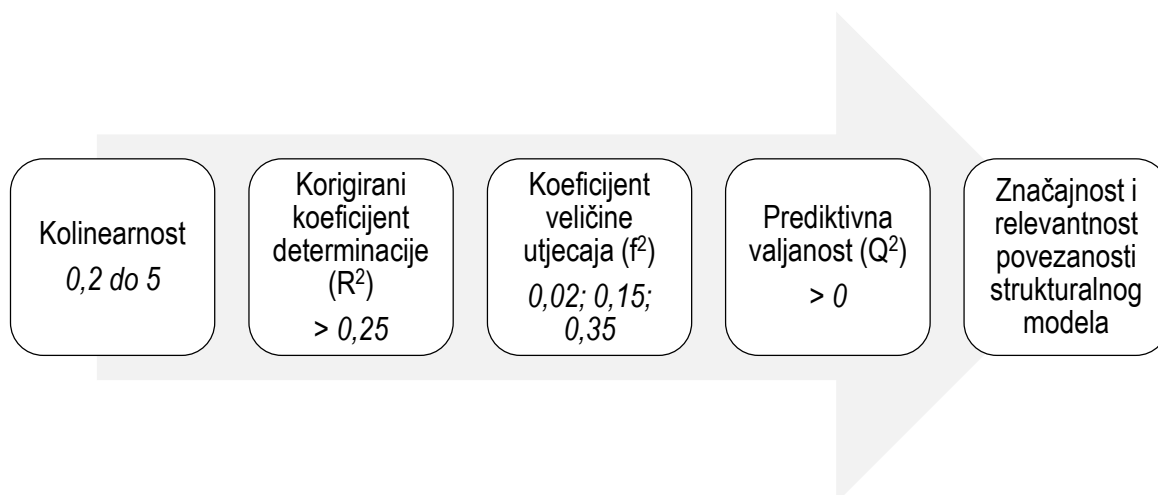 Kolinearnost
0,2 do 5
Korigirani
koeficijent
determinacije
(R²)
> 0,25
Koeficijent
veličine
utjecaja (f²)
0,02; 0,15;
0,35
Prediktivna
valjanost (Q²)
> 0
Značajnost i
relevantnost
povezanosti
strukturalnog
modela